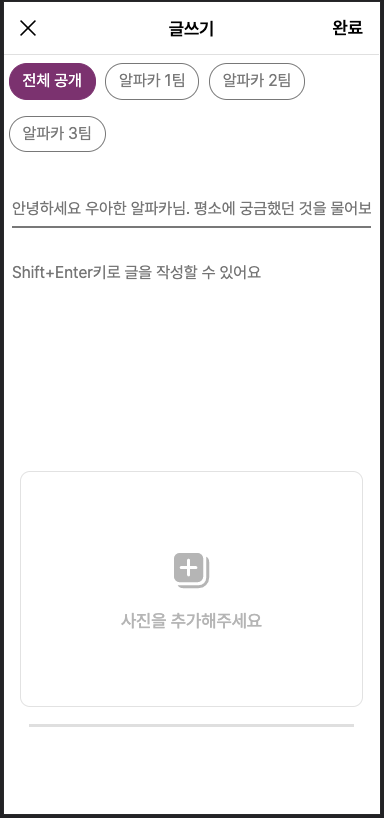 글쓰기 완료
전체 공개 알파카 1팀 알파카 2팀
알파카 3팀
안녕하세요 우아한 알파카님. 평소에 궁금했던 것을 물어보
Shift+Enter키로 글을 작성할 수 있어요
사진을 추가해주세요